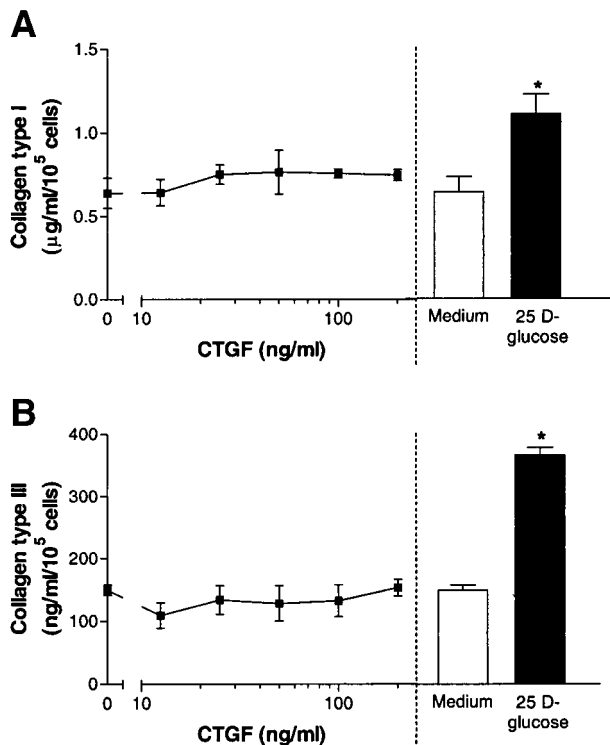 A
Collagen type I
(μg/ml/10⁵ cells)
1.5
1.0
0.5
0.0
0 10 100
CTGF (ng/ml)
*
Medium 25 D-
glucose
B
Collagen type III
(ng/ml/10⁵ cells)
400
300
200
100
0
0 10 100
CTGF (ng/ml)
*
Medium 25 D-
glucose